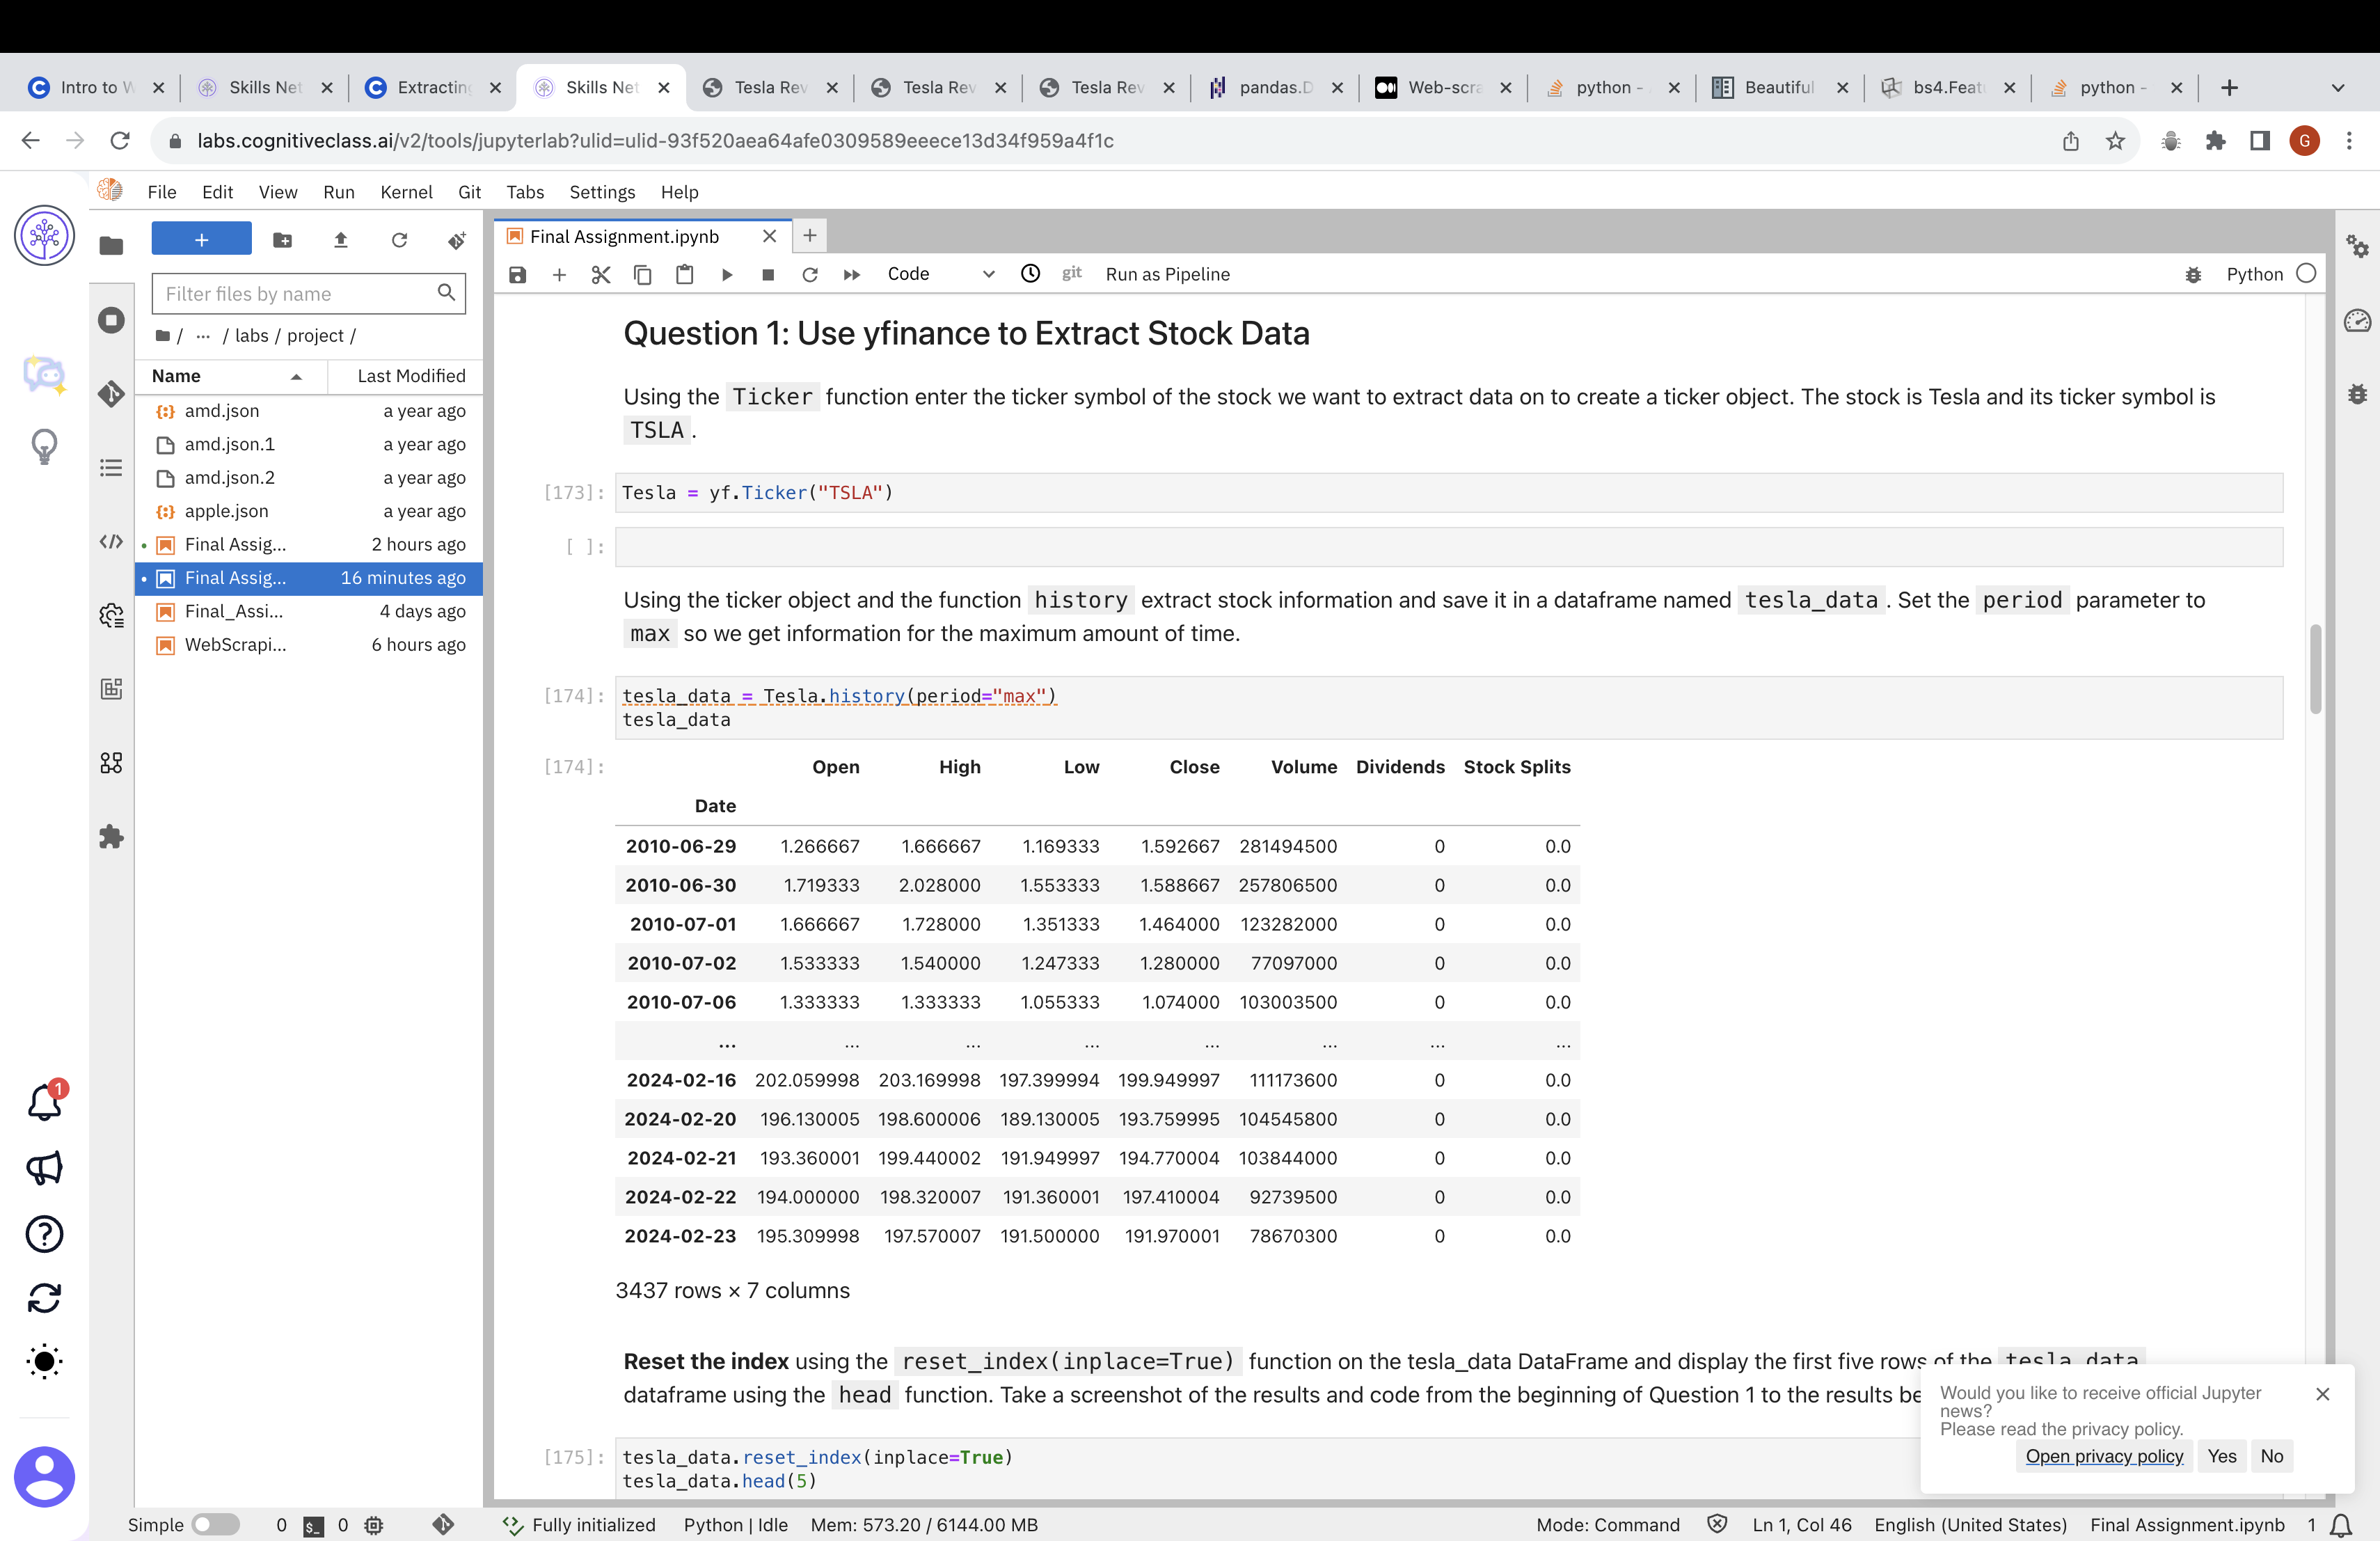 Intro to W
Skills Net
Extracting
Skills Net
Tesla Rev
Tesla Rev
Tesla Rev
pandas.D
Web-scra
python -
Beautiful
bs4.Feat
python -
labs.cognitiveclass.ai/v2/tools/jupyterlab?ulid=ulid-93f520aea64afe0309589eeece13d34f959a4f1c
G
File Edit View Run Kernel Git Tabs Settings Help
Final Assignment.ipynb
Code
git
Run as Pipeline
Python
Filter files by name
/ ... / labs / project /
Name Last Modified
amd.json a year ago
amd.json.1 a year ago
amd.json.2 a year ago
apple.json a year ago
Final Assig... 2 hours ago
Final Assig... 16 minutes ago
Final_Assi... 4 days ago
WebScrapi... 6 hours ago
1
Question 1: Use yfinance to Extract Stock Data
Using the Ticker function enter the ticker symbol of the stock we want to extract data on to create a ticker object. The stock is Tesla and its ticker symbol is
TSLA .
[173]: Tesla = yf.Ticker("TSLA")
[ ]:
Using the ticker object and the function history extract stock information and save it in a dataframe named tesla_data . Set the period parameter to
max so we get information for the maximum amount of time.
[174]: tesla_data = Tesla.history(period="max")
tesla_data
[174]: Open High Low Close Volume Dividends Stock Splits
Date
2010-06-29 1.266667 1.666667 1.169333 1.592667 281494500 0 0.0
2010-06-30 1.719333 2.028000 1.553333 1.588667 257806500 0 0.0
2010-07-01 1.666667 1.728000 1.351333 1.464000 123282000 0 0.0
2010-07-02 1.533333 1.540000 1.247333 1.280000 77097000 0 0.0
2010-07-06 1.333333 1.333333 1.055333 1.074000 103003500 0 0.0
... ... ... ... ... ... ... ...
2024-02-16 202.059998 203.169998 197.399994 199.949997 111173600 0 0.0
2024-02-20 196.130005 198.600006 189.130005 193.759995 104545800 0 0.0
2024-02-21 193.360001 199.440002 191.949997 194.770004 103844000 0 0.0
2024-02-22 194.000000 198.320007 191.360001 197.410004 92739500 0 0.0
2024-02-23 195.309998 197.570007 191.500000 191.970001 78670300 0 0.0
3437 rows × 7 columns
Reset the index using the reset_index(inplace=True) function on the tesla_data DataFrame and display the first five rows of the tesla_data
dataframe using the head function. Take a screenshot of the results and code from the beginning of Question 1 to the results be
[175]: tesla_data.reset_index(inplace=True)
tesla_data.head(5)
Would you like to receive official Jupyter
news?
Please read the privacy policy.
Open privacy policy Yes No
Simple 0 $_ 0 Fully initialized Python | Idle Mem: 573.20 / 6144.00 MB Mode: Command Ln 1, Col 46 English (United States) Final Assignment.ipynb 1